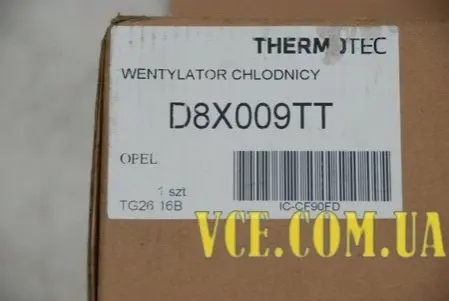 THERMOTEC
WENTYLATOR CHLODNICY
D8X009TT
OPEL
1 szt
TG26 16B
IC-CF90FD
VCE.COM.UA